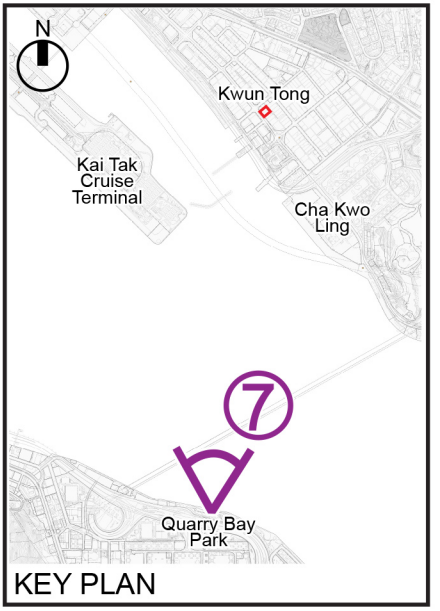 N
Kwun Tong
Kai Tak
Cruise
Terminal
Cha Kwo
Ling
7
Quarry Bay
Park
KEY PLAN